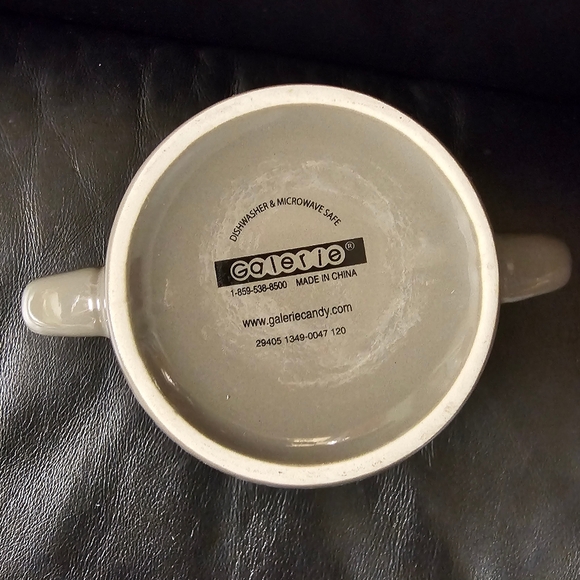 DISHWASHER & MICROWAVE SAFE
Galerie®
1-859-538-8500 MADE IN CHINA
www.galeriecandy.com
29405 1349-0047 120